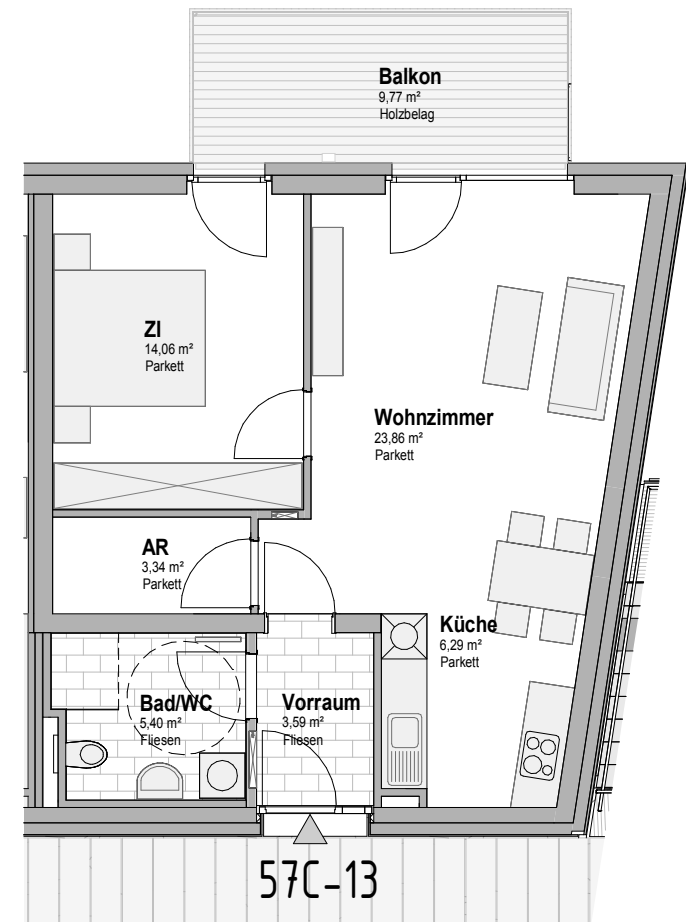 Balkon
9,77 m²
Holzbelag
ZI
14,06 m²
Parkett
Wohnzimmer
23,86 m²
Parkett
AR
3,34 m²
Parkett
Küche
6,29 m²
Parkett
Bad/WC
5,40 m²
Fliesen
Vorraum
3,59 m²
Fliesen
57C-13